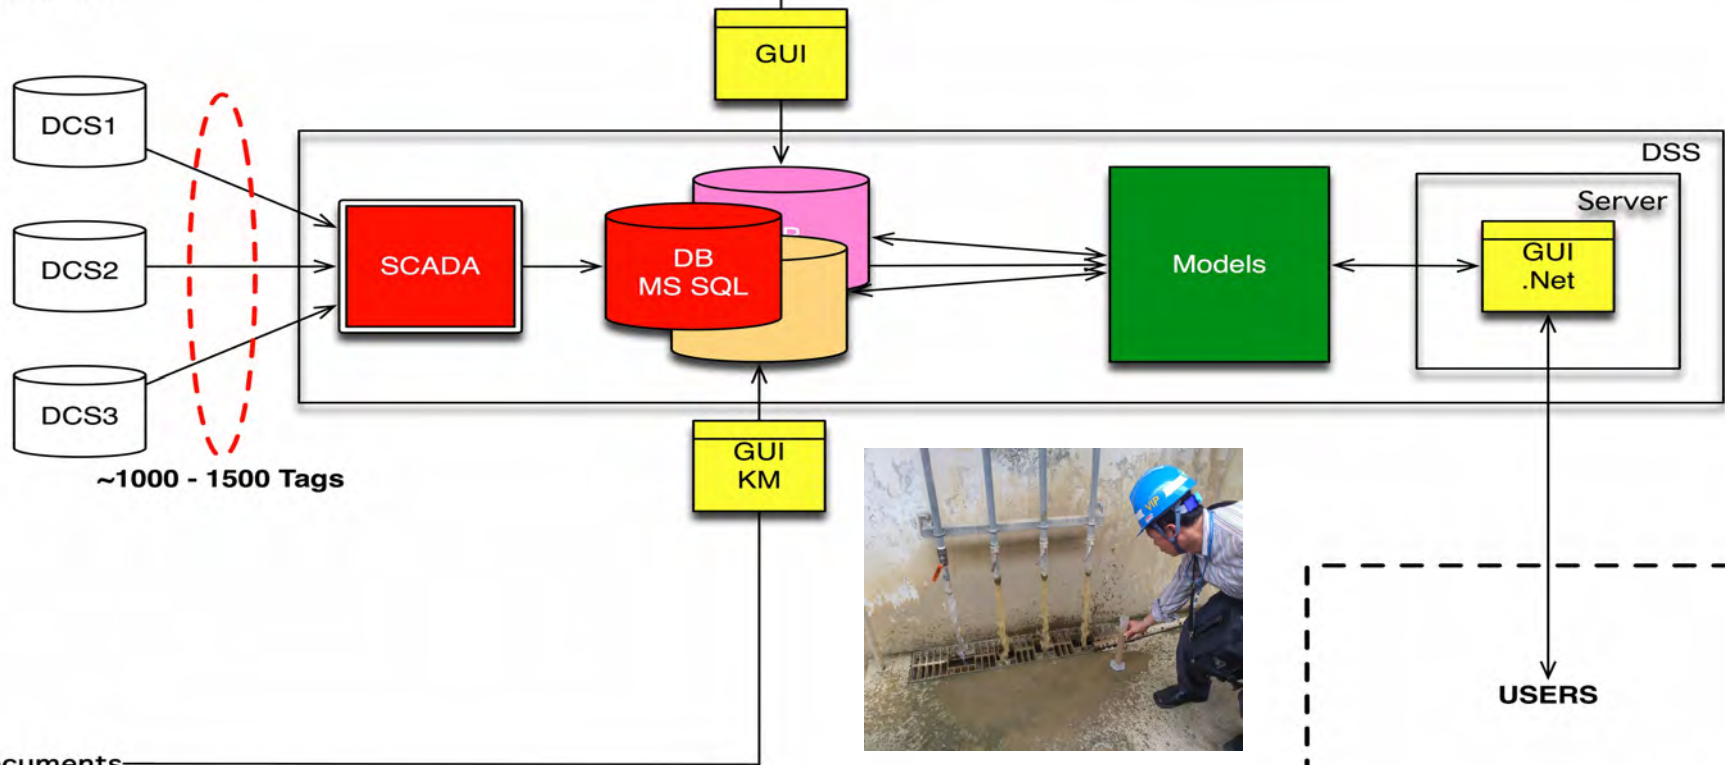 GUI
DCS1
DSS
Server
DCS2
SCADA
DB
MS SQL
Models
GUI
.Net
DCS3
~1000 - 1500 Tags
GUI
KM
VIP
USERS